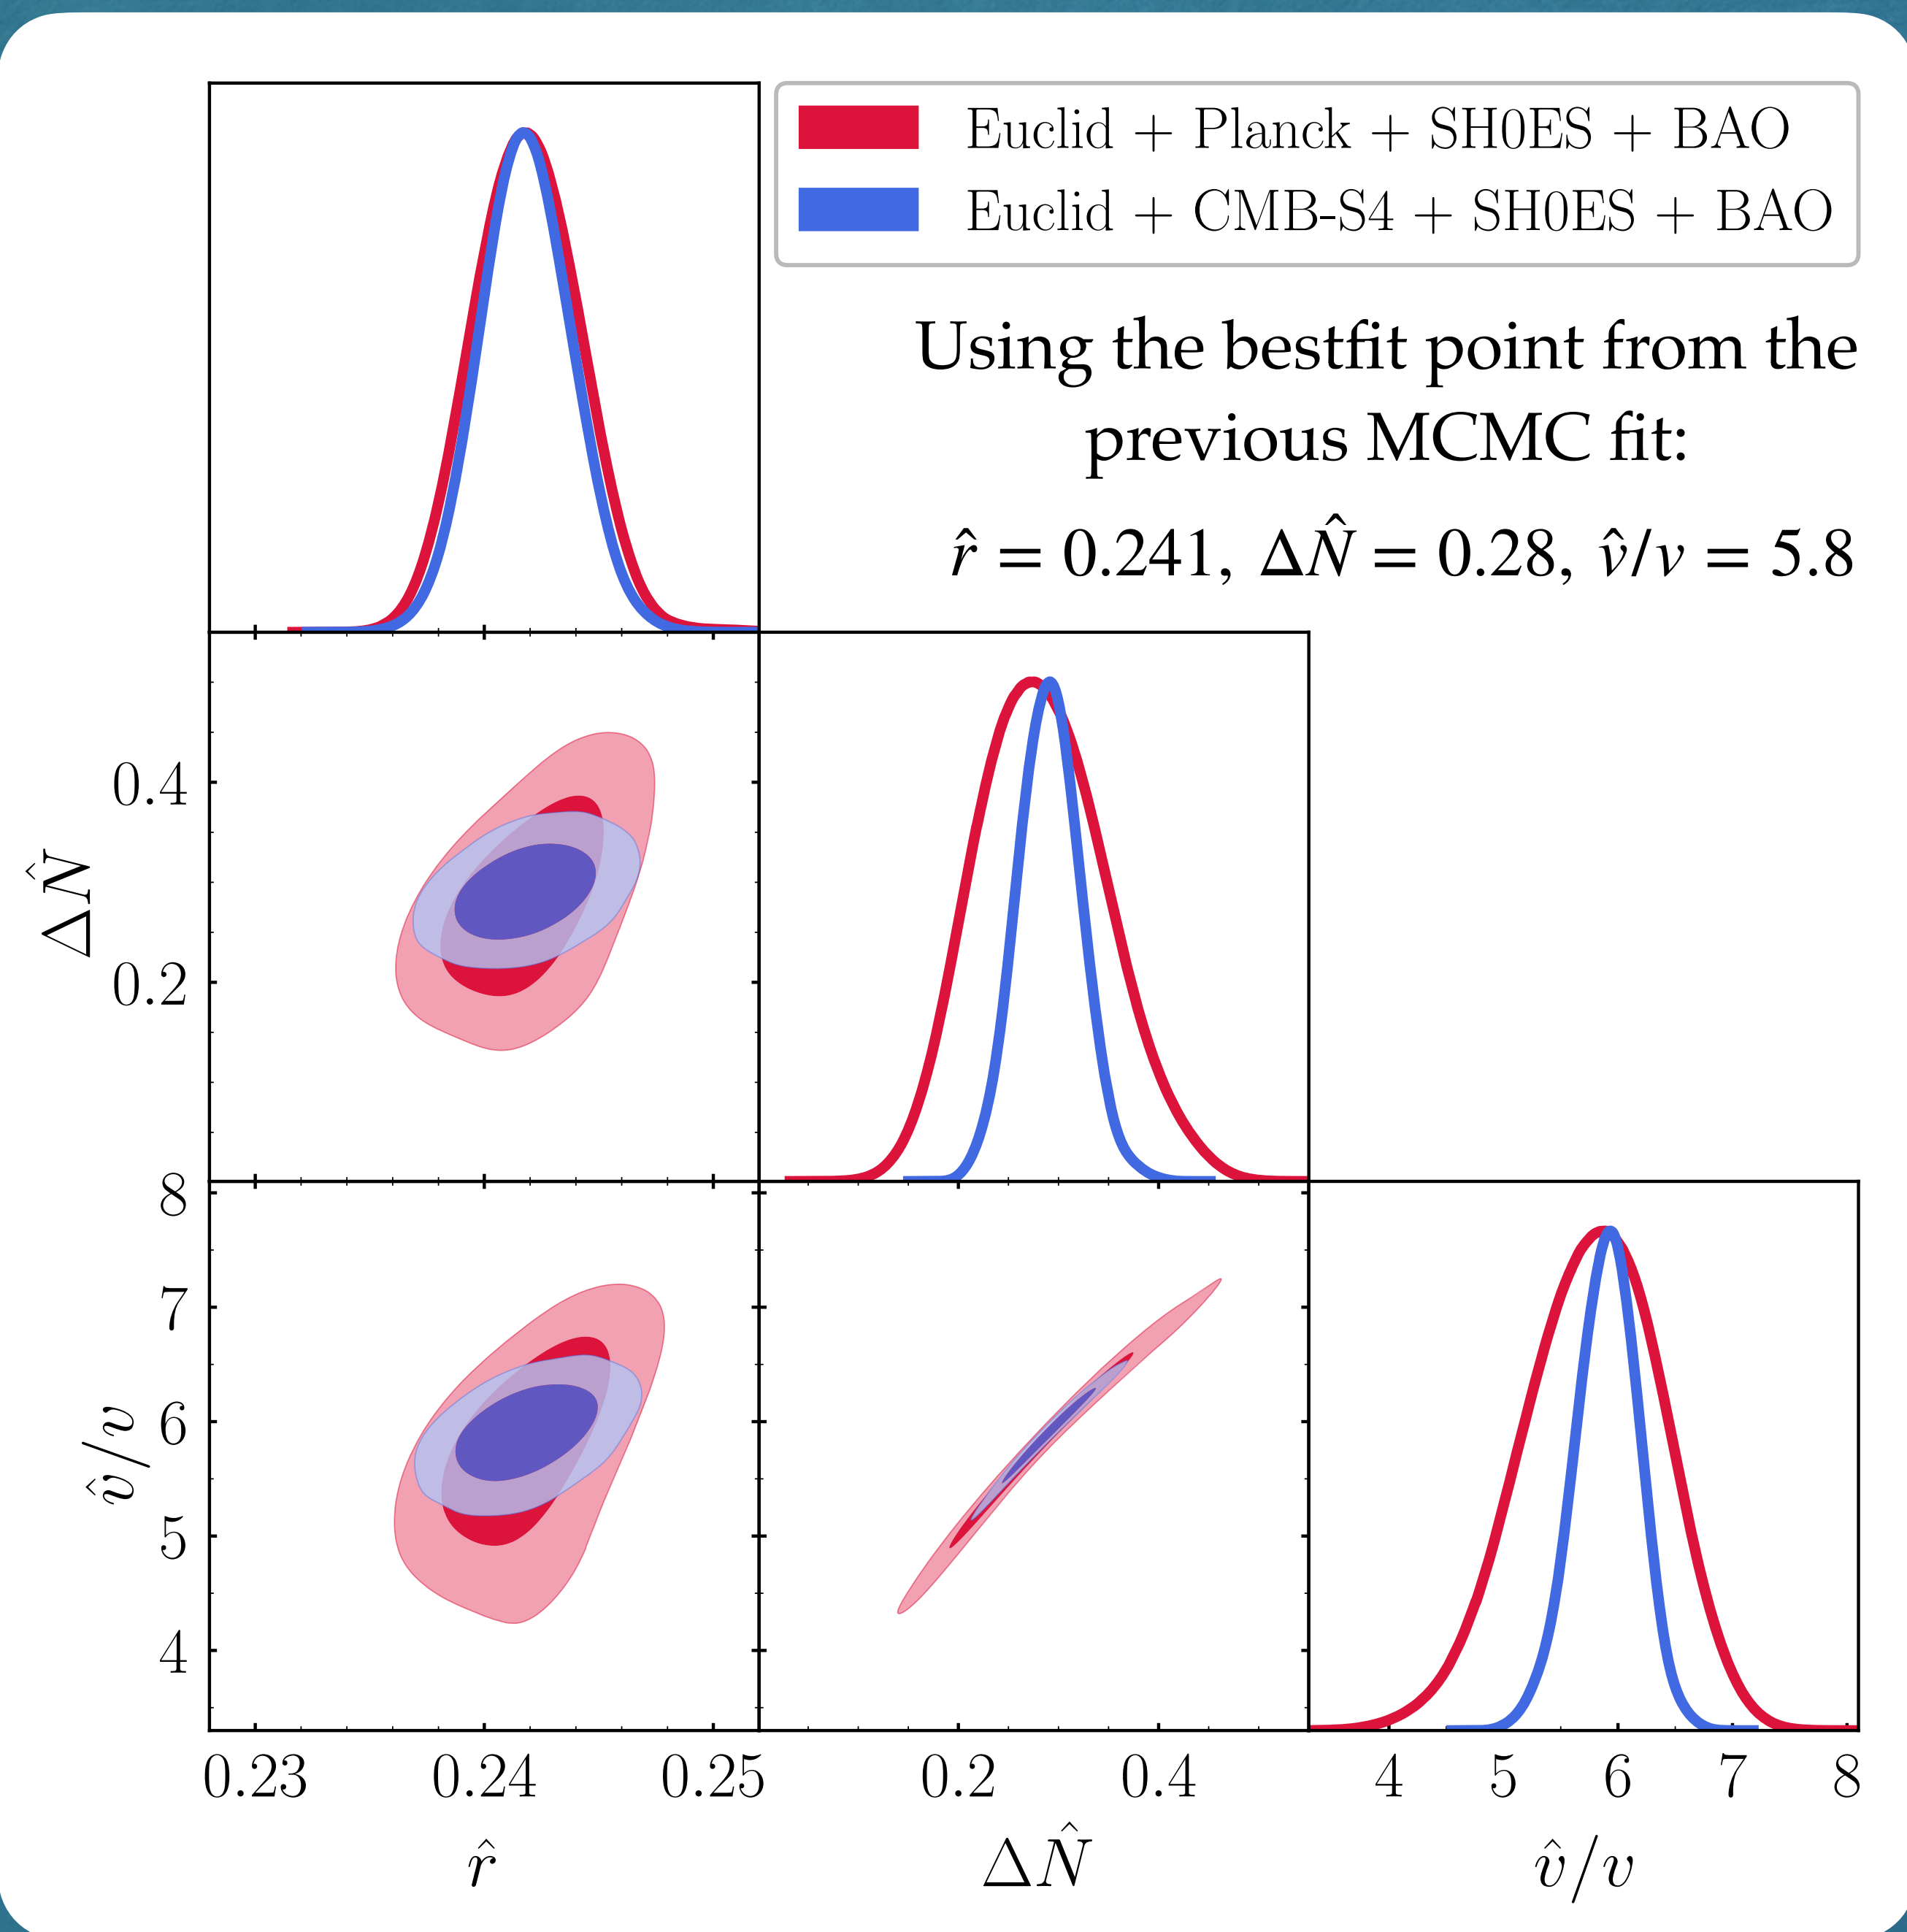 Euclid + Planck + SH0ES + BAO
Euclid + CMB-S4 + SH0ES + BAO
Using the bestfit point from the
previous MCMC fit:
r̂ = 0.241, ΔN̂ = 0.28, v̂/v = 5.8
0.4
0.2
ΔN̂
8
7
6
5
4
v̂/v
0.23 0.24 0.25 0.2 0.4 4 5 6 7 8
r̂ ΔN̂ v̂/v